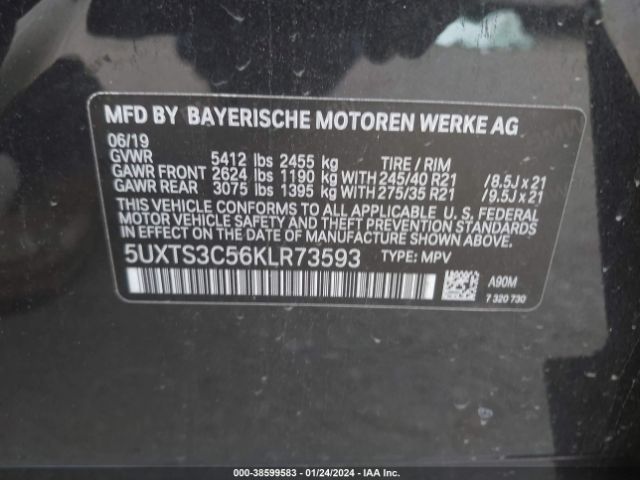 MFD BY BAYERISCHE MOTOREN WERKE AG
06/19
GVWR 5412 lbs 2455 kg TIRE / RIM
GAWR FRONT 2624 lbs 1190 kg WITH 245/40 R21 /8.5J x 21
GAWR REAR 3075 lbs 1395 kg WITH 275/35 R21 /9.5J x 21
THIS VEHICLE CONFORMS TO ALL APPLICABLE U. S. FEDERAL
MOTOR VEHICLE SAFETY AND THEFT PREVENTION STANDARDS
IN EFFECT ON THE DATE OF MANUFACTURE SHOWN ABOVE.
5UXTS3C56KLR73593 TYPE: MPV
A90M
7 320 730
000-38599583 - 01/24/2024 - IAA Inc.